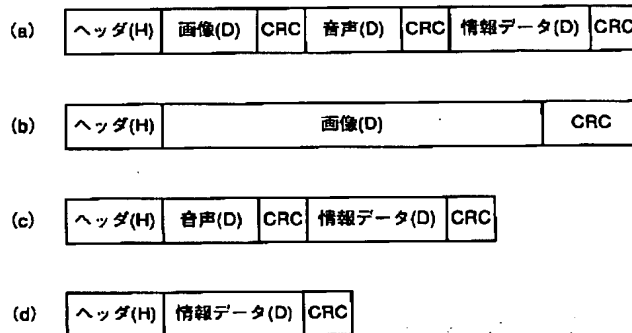 (a) ヘッダ(H) 画像(D) CRC 音声(D) CRC 情報データ(D) CRC
(b) ヘッダ(H) 画像(D) CRC
(c) ヘッダ(H) 音声(D) CRC 情報データ(D) CRC
(d) ヘッダ(H) 情報データ(D) CRC